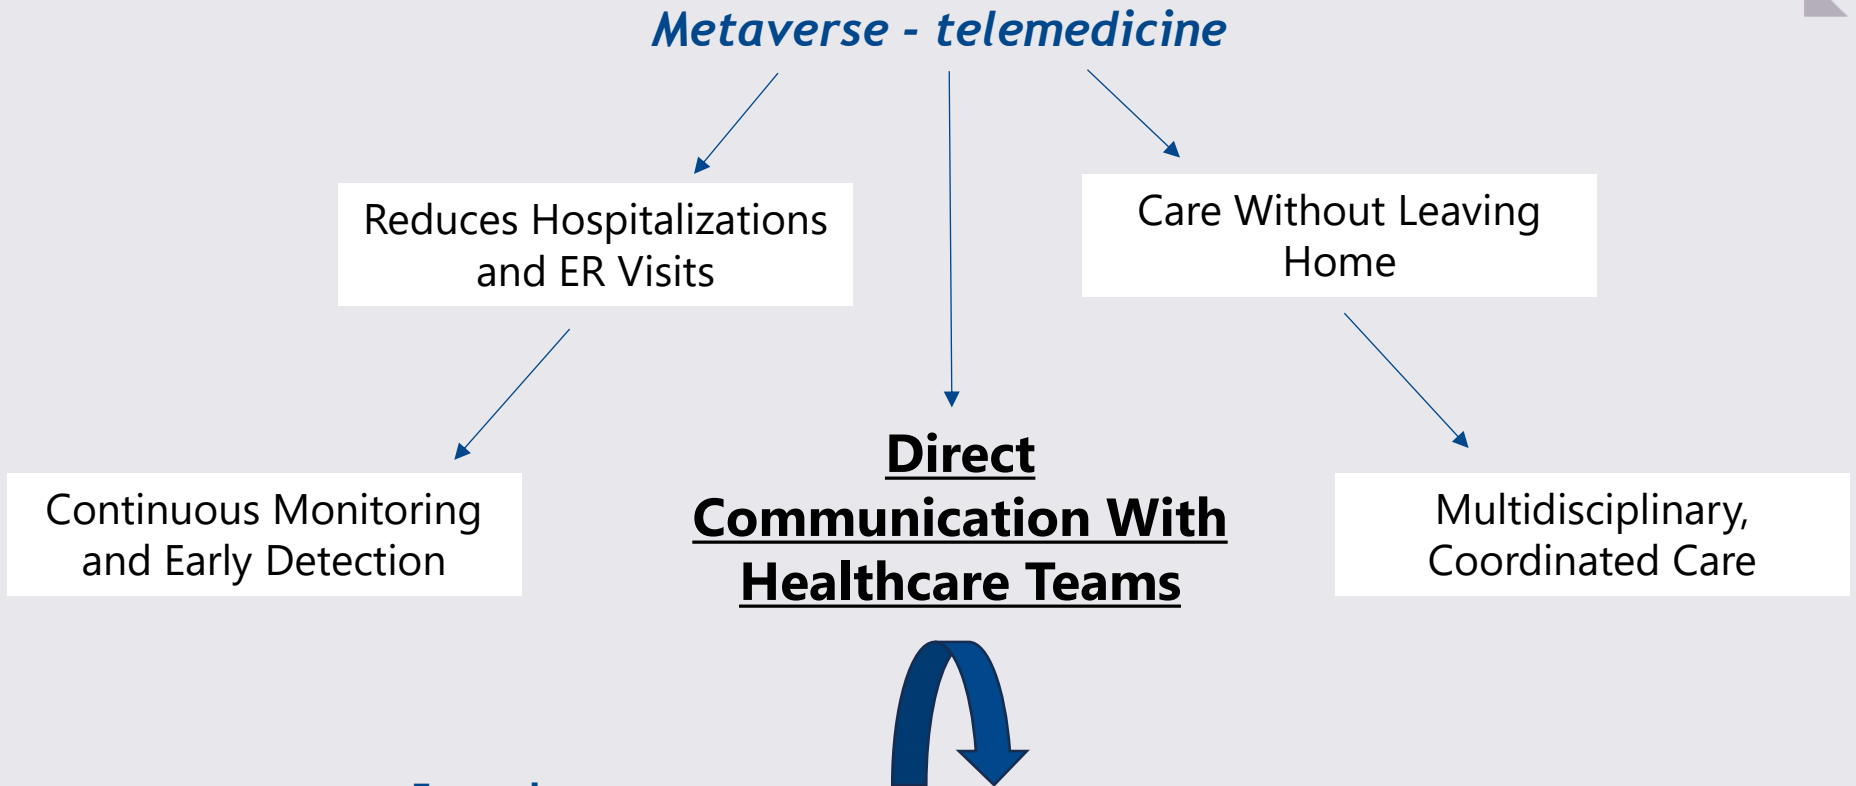 Metaverse - telemedicine
Reduces Hospitalizations
and ER Visits
Care Without Leaving
Home
Continuous Monitoring
and Early Detection
Direct
Communication With
Healthcare Teams
Multidisciplinary,
Coordinated Care